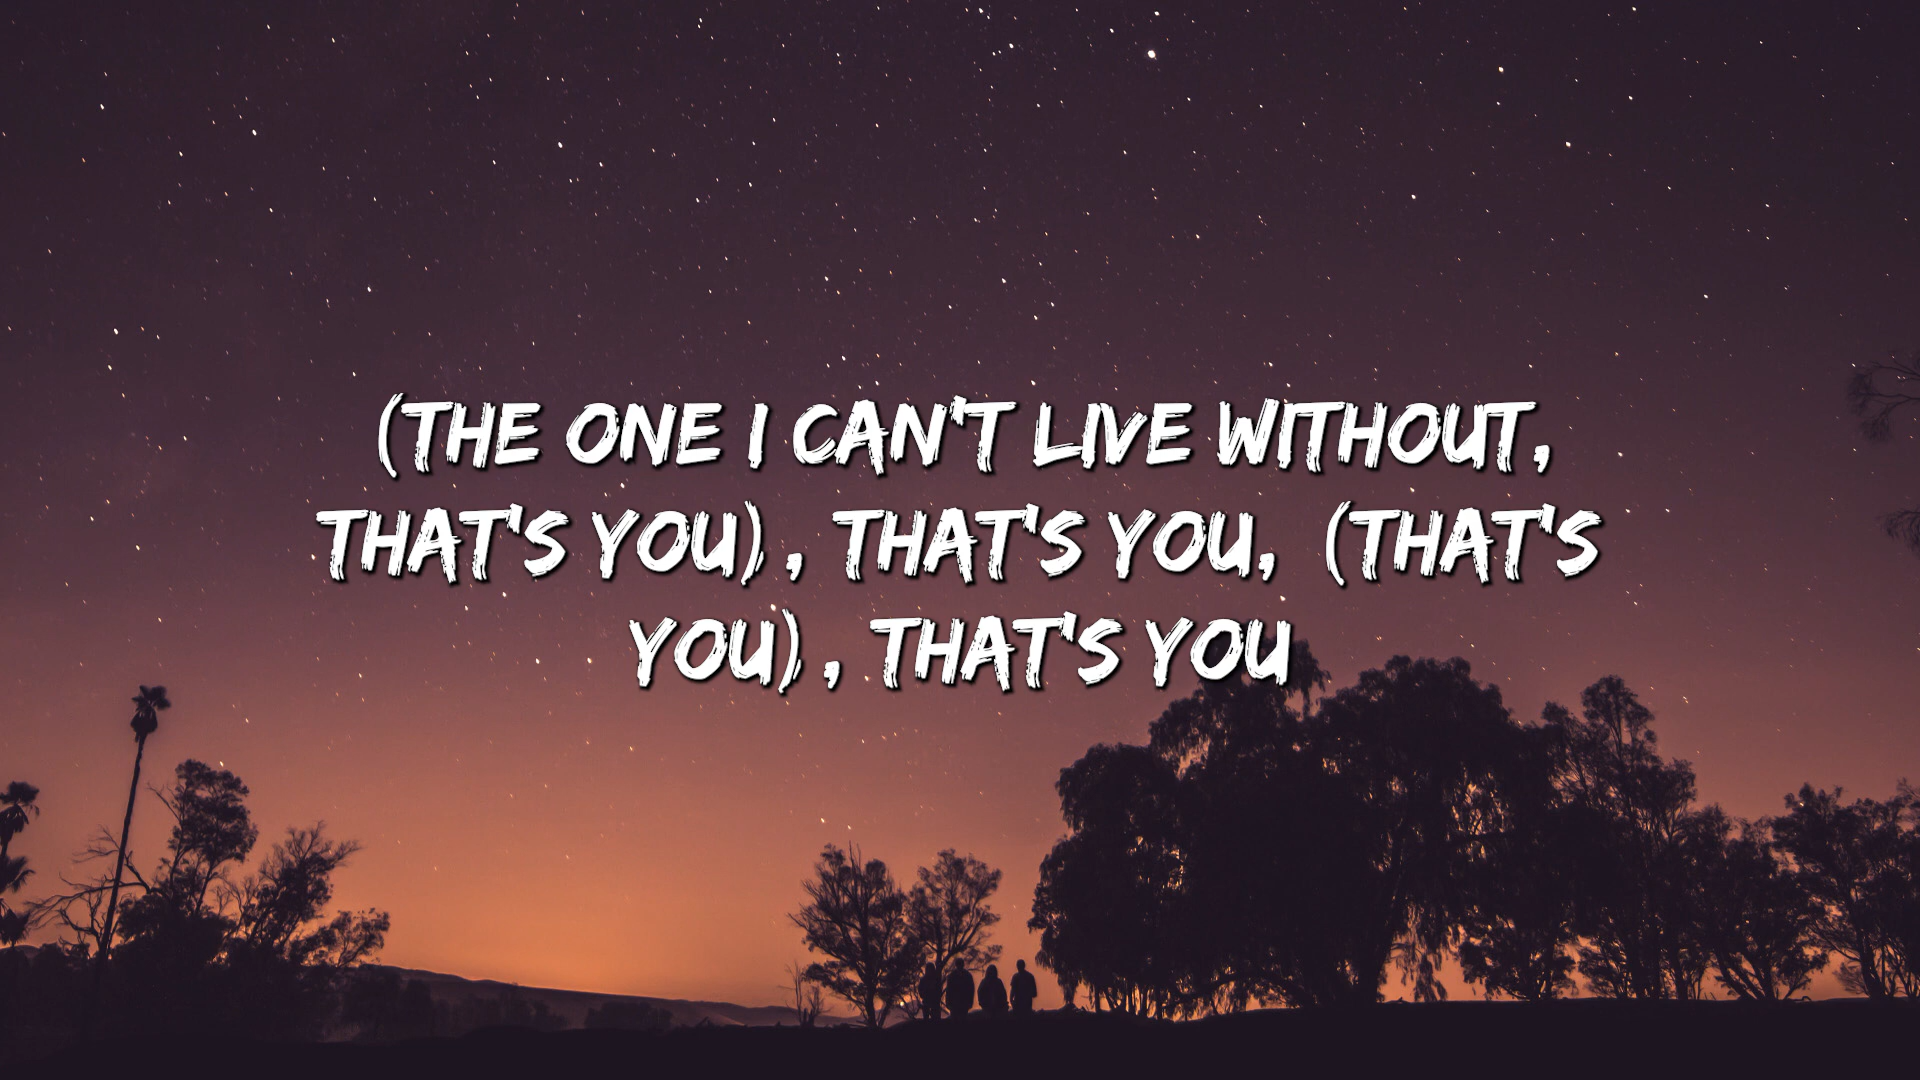 (THE ONE I CAN'T LIVE WITHOUT,
THAT'S YOU), THAT'S YOU, (THAT'S
YOU), THAT'S YOU